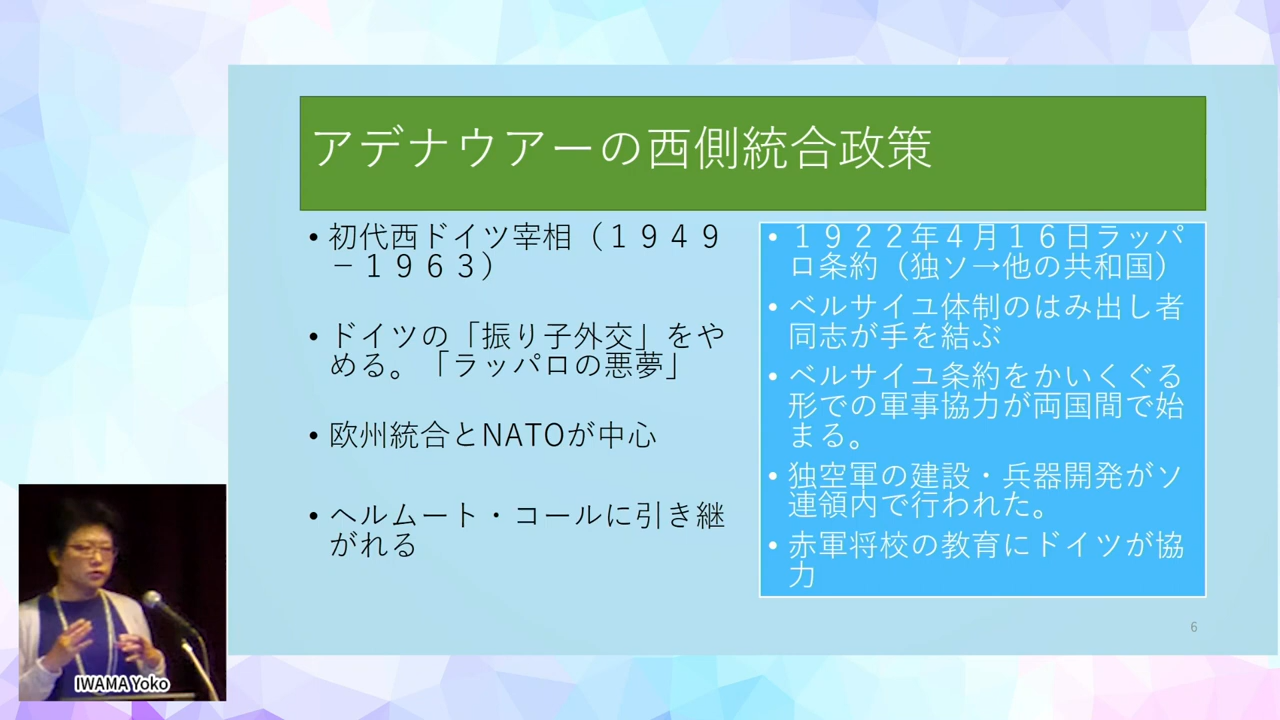 アデナウアーの西側統合政策
• 初代西ドイツ宰相（１９４９
－１９６３）
• ドイツの「振り子外交」をや
める。「ラッパロの悪夢」
• 欧州統合とNATOが中心
• ヘルムート・コールに引き継
がれる
• １９２２年４月１６日ラッパ
ロ条約（独ソ→他の共和国）
• ベルサイユ体制のはみ出し者
同志が手を結ぶ
• ベルサイユ条約をかいくぐる
形での軍事協力が両国間で始
まる。
• 独空軍の建設・兵器開発がソ
連領内で行われた。
• 赤軍将校の教育にドイツが協
力
6
IWAMA Yoko